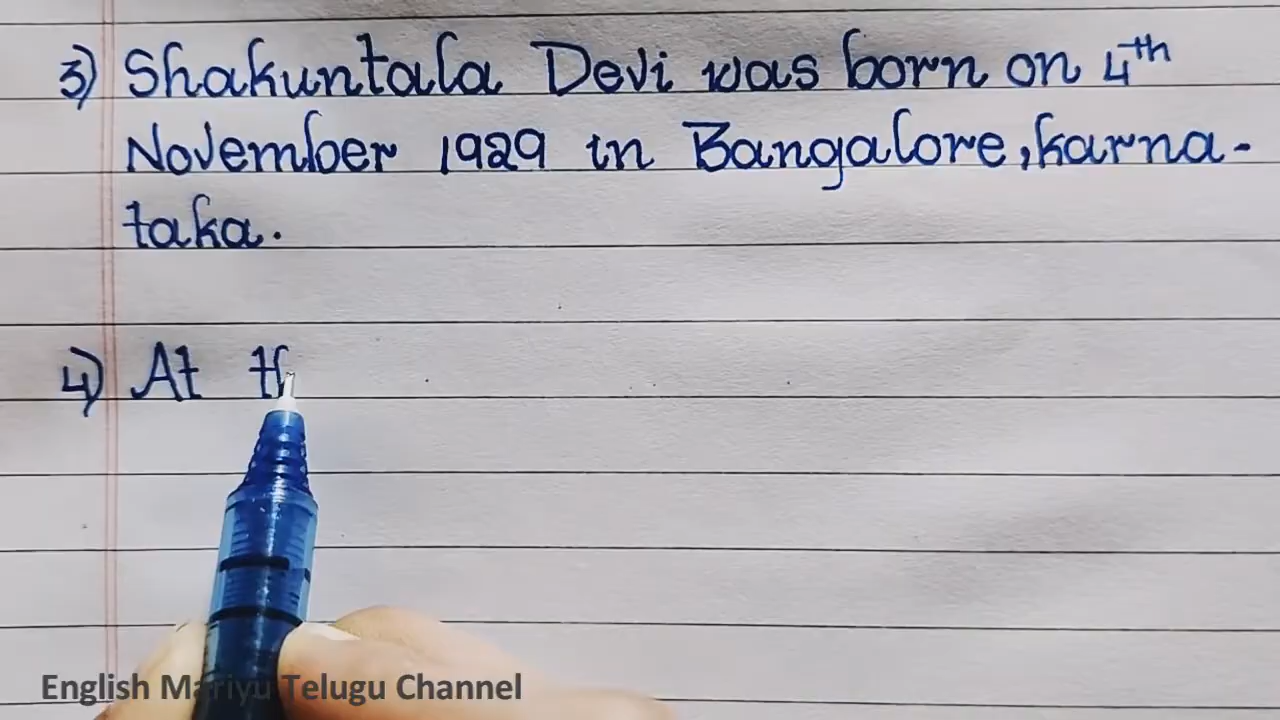 3) Shakuntala Devi was born on 4th
November 1929 in Bangalore, karna-
taka.
4) At th
English Mariyu Telugu Channel